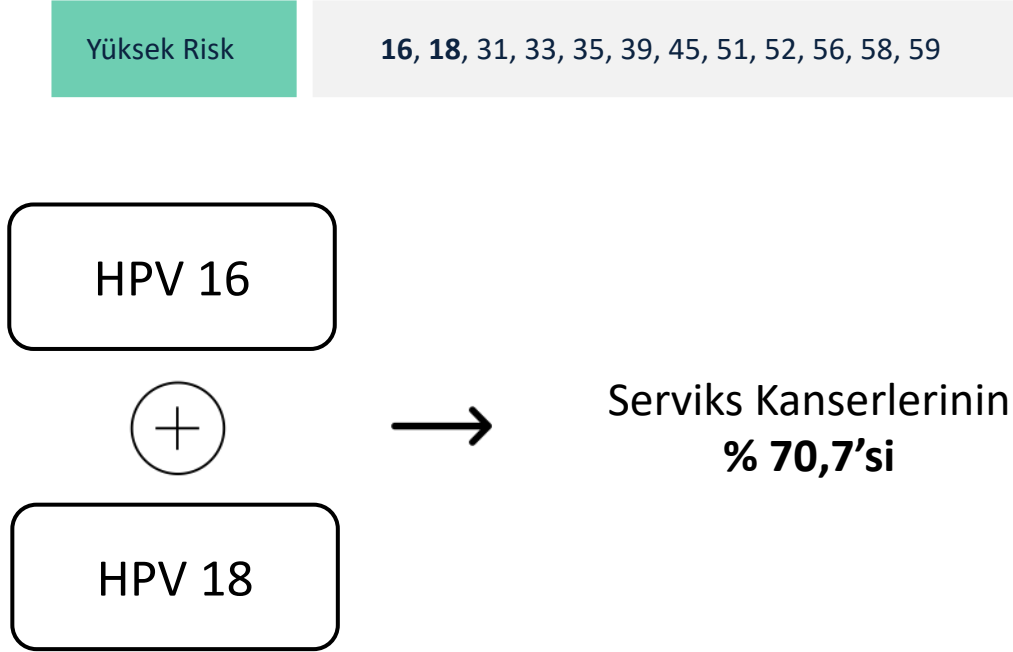 Yüksek Risk
16, 18, 31, 33, 35, 39, 45, 51, 52, 56, 58, 59
HPV 16
+
HPV 18
Serviks Kanserlerinin
% 70,7’si